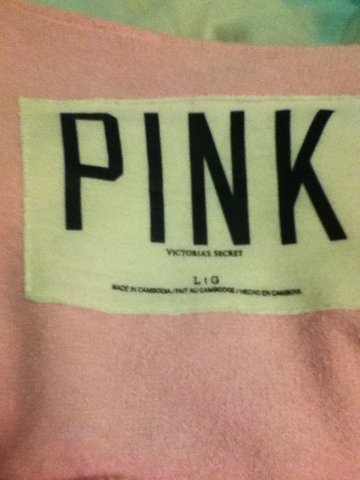 PINK
VICTORIA'S SECRET
L | G
MADE IN CAMBODIA / FAIT AU CAMBODGE / HECHO EN CAMBOYA